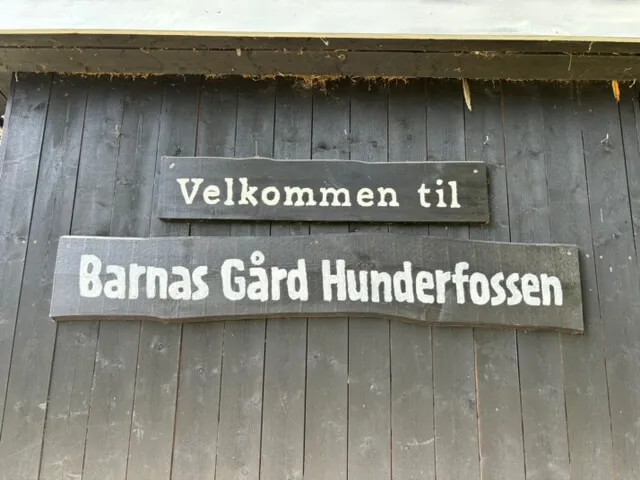 Velkommen til
Barnas Gård Hunderfossen